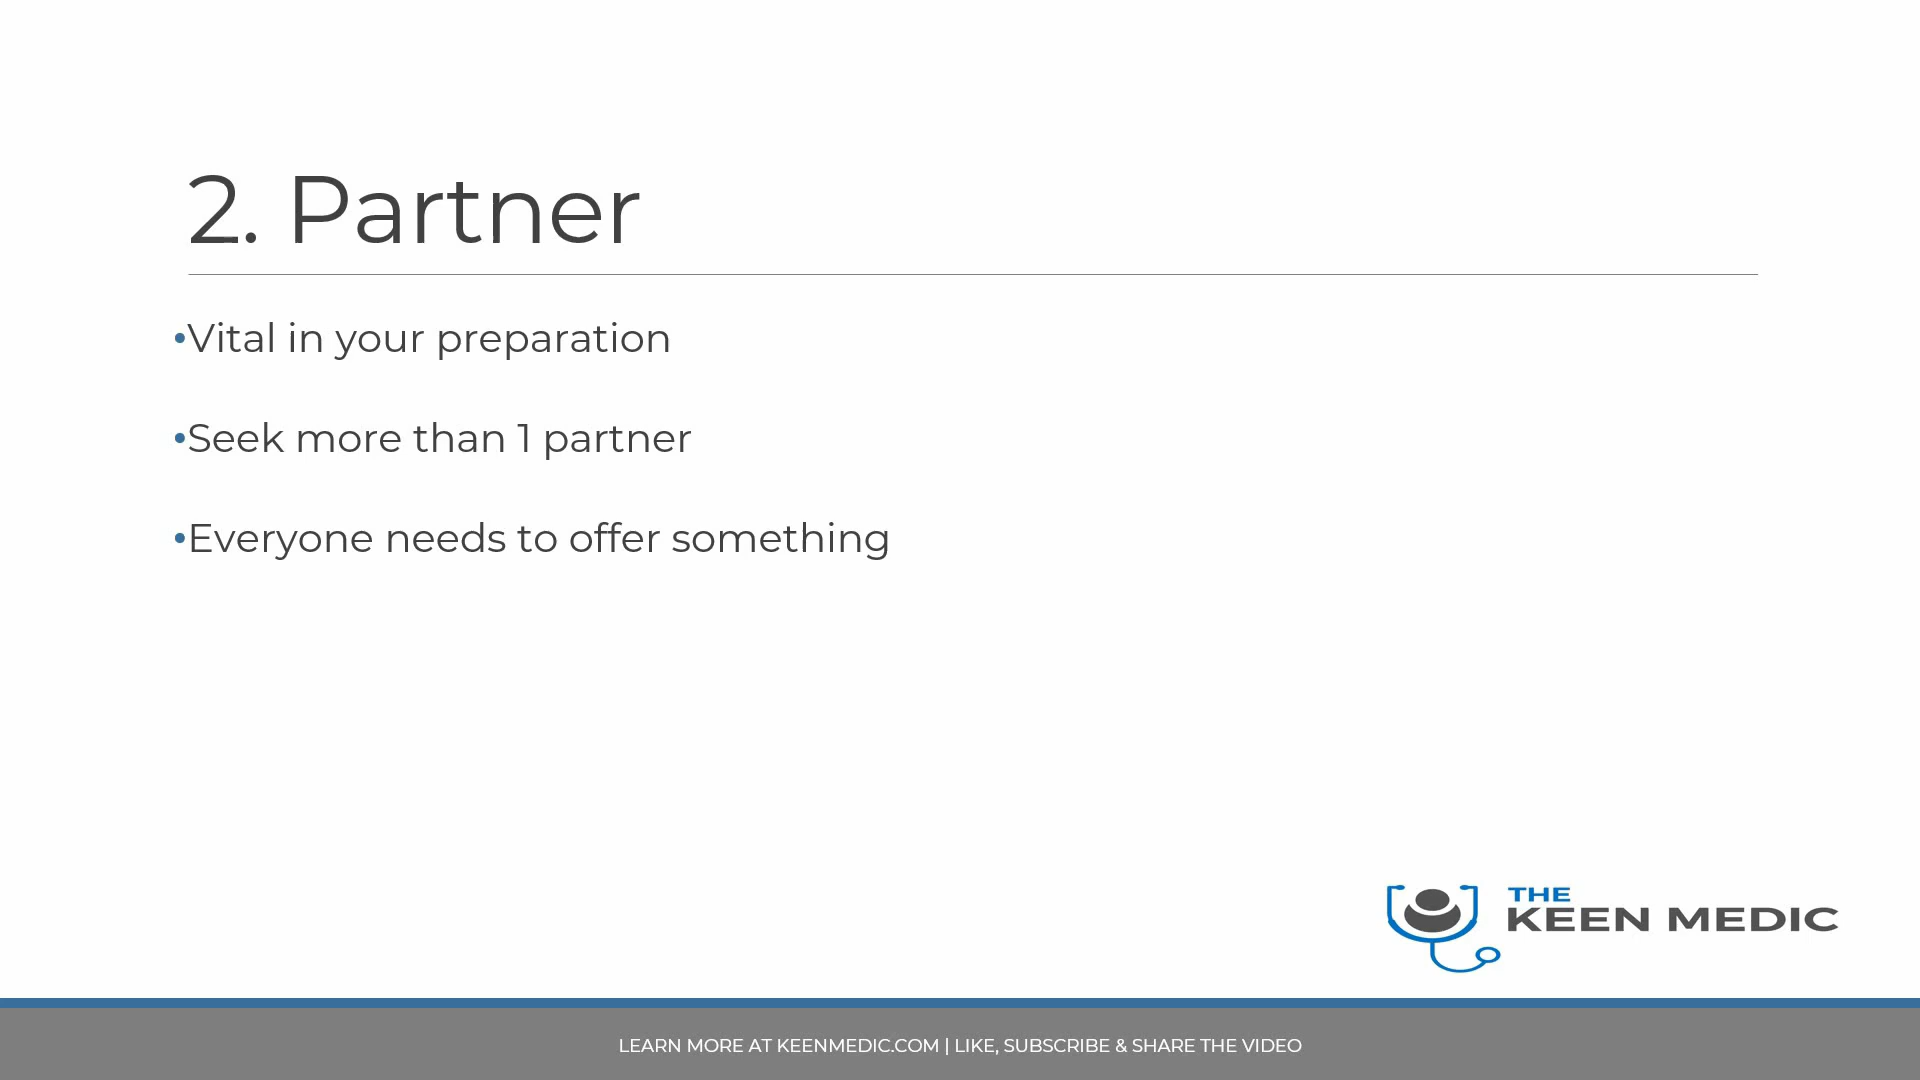 2. Partner
•Vital in your preparation
•Seek more than 1 partner
•Everyone needs to offer something
THE
KEEN MEDIC
LEARN MORE AT KEENMEDIC.COM | LIKE, SUBSCRIBE & SHARE THE VIDEO